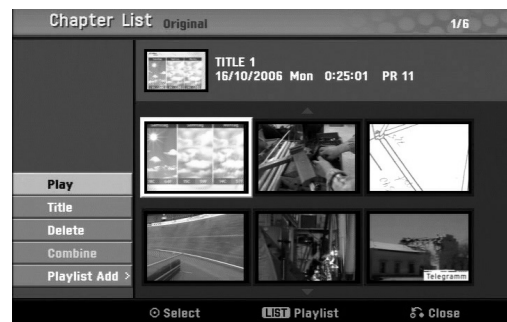 Chapter List Original 1/6
TITLE 1
16/10/2006 Mon 0:25:01 PR 11
Play
Title
Delete
Combine
Playlist Add >
Telegramm
Select LIST Playlist Close